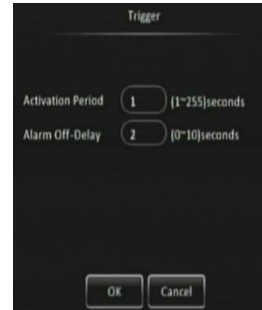 Trigger
Activation Period 1 (1~255)seconds
Alarm Off-Delay 2 (0~10)seconds
OK Cancel